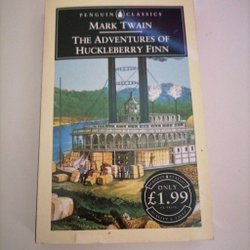 PENGUIN CLASSICS
MARK TWAIN
THE ADVENTURES OF
HUCKLEBERRY FINN
ONLY
£1.99